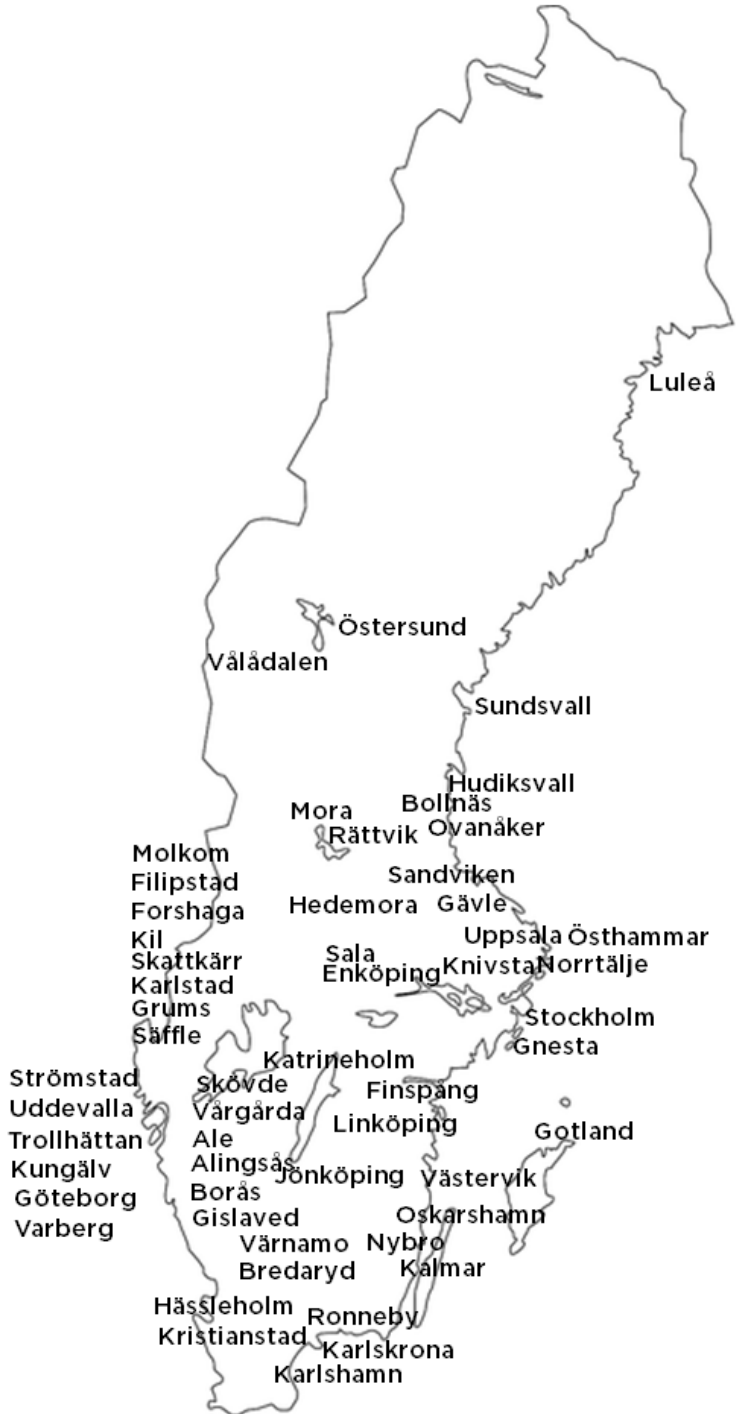 Luleå
Östersund
Vålådalen
Sundsvall
Hudiksvall
Bollnäs
Mora
Ovanåker
Rättvik
Molkom
Sandviken
Filipstad
Hedemora
Gävle
Forshaga
Uppsala
Östhammar
Kil
Sala
Skattkärr
Knivsta
Norrtälje
Enköping
Karlstad
Grums
Stockholm
Säffle
Gnesta
Katrineholm
Strömstad
Skövde
Finspång
Uddevalla
Vårgårda
Linköping
Gotland
Trollhättan
Ale
Alingsås
Kungälv
Jönköping
Västervik
Borås
Göteborg
Gislaved
Oskarshamn
Varberg
Värnamo
Nybro
Bredaryd
Kalmar
Hässleholm
Ronneby
Kristianstad
Karlskrona
Karlshamn